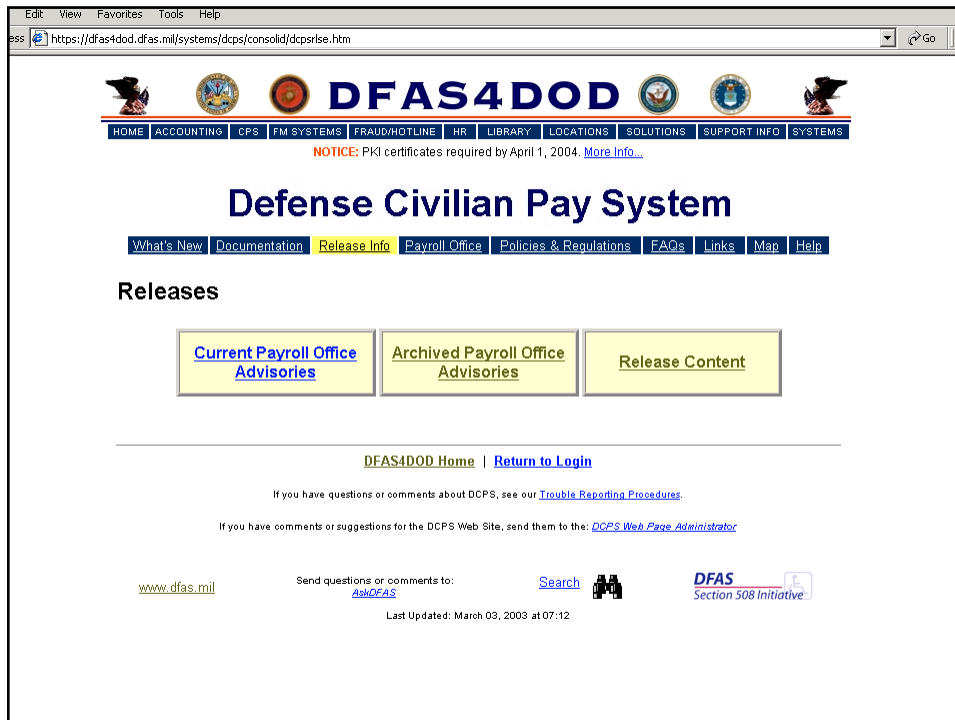 Edit View Favorites Tools Help
ess https://dfas4dod.dfas.mil/systems/dcps/consolid/dcpsrlse.htm Go
DFAS4DOD
HOME ACCOUNTING CPS FM SYSTEMS FRAUD/HOTLINE HR LIBRARY LOCATIONS SOLUTIONS SUPPORT INFO SYSTEMS
NOTICE: PKI certificates required by April 1, 2004. More Info...
Defense Civilian Pay System
What's New Documentation Release Info Payroll Office Policies & Regulations FAQs Links Map Help
Releases
Current Payroll Office
Advisories
Archived Payroll Office
Advisories
Release Content
DFAS4DOD Home | Return to Login
If you have questions or comments about DCPS, see our Trouble Reporting Procedures.
If you have comments or suggestions for the DCPS Web Site, send them to the: DCPS Web Page Administrator
www.dfas.mil
Send questions or comments to:
AskDFAS
Search
DFAS
Section 508 Initiative
Last Updated: March 03, 2003 at 07:12